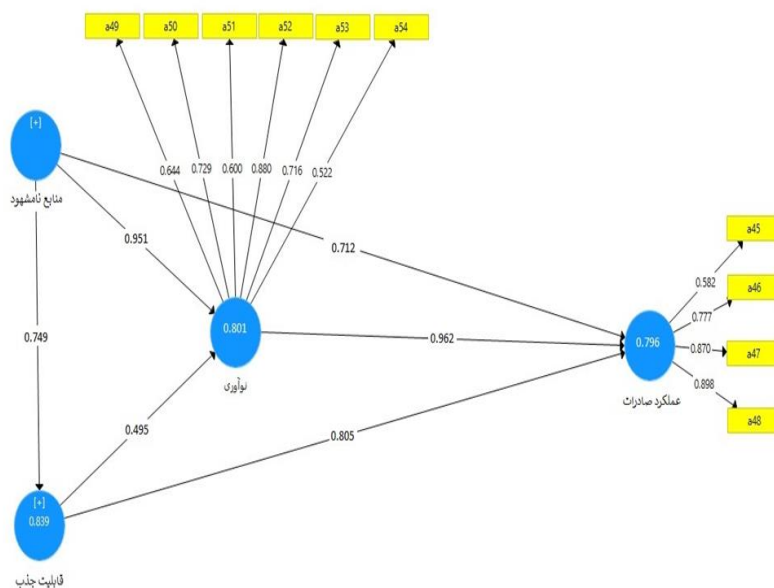 a49
a50
a51
a52
a53
a54
[+]
منابع نامشهود
0.644
0.729
0.600
0.880
0.716
0.522
0.951
0.712
0.749
0.801
نوآوری
0.962
0.495
0.805
[+]
0.839
قابلیت جذب
0.796
عملکرد صادرات
0.582
0.777
0.870
0.898
a45
a46
a47
a48